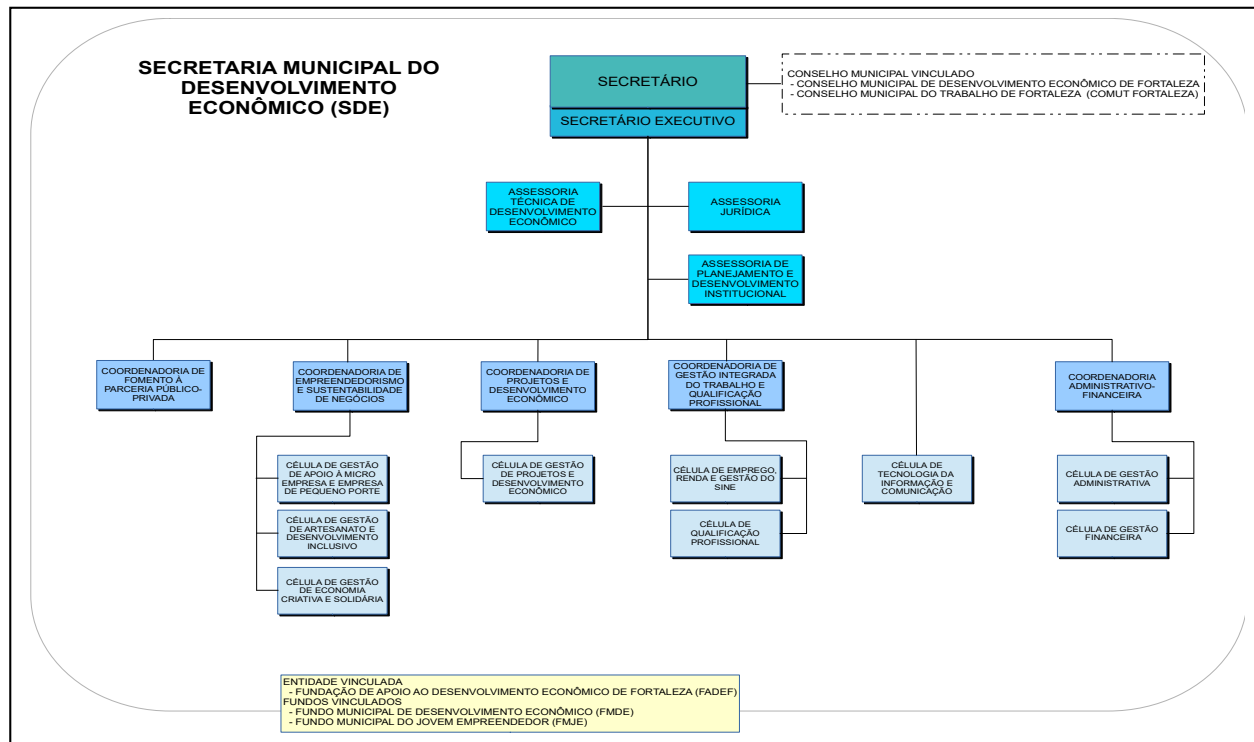 SECRETARIA MUNICIPAL DO
DESENVOLVIMENTO
ECONÔMICO (SDE)
SECRETÁRIO
SECRETÁRIO EXECUTIVO
CONSELHO MUNICIPAL VINCULADO
- CONSELHO MUNICIPAL DE DESENVOLVIMENTO ECONÔMICO DE FORTALEZA
- CONSELHO MUNICIPAL DO TRABALHO DE FORTALEZA (COMUT FORTALEZA)
ASSESSORIA
TÉCNICA DE
DESENVOLVIMENTO
ECONÔMICO
ASSESSORIA
JURÍDICA
ASSESSORIA DE
PLANEJAMENTO E
DESENVOLVIMENTO
INSTITUCIONAL
COORDENADORIA DE
FOMENTO À
PARCERIA PÚBLICO-
PRIVADA
COORDENADORIA DE
EMPREENDEDORISMO
E SUSTENTABILIDADE
DE NEGÓCIOS
COORDENADORIA DE
PROJETOS E
DESENVOLVIMENTO
ECONÔMICO
COORDENADORIA DE
GESTÃO INTEGRADA
DO TRABALHO E
QUALIFICAÇÃO
PROFISSIONAL
COORDENADORIA
ADMINISTRATIVO-
FINANCEIRA
CÉLULA DE GESTÃO
DE APOIO À MICRO
EMPRESA E EMPRESA
DE PEQUENO PORTE
CÉLULA DE GESTÃO
DE ARTESANATO E
DESENVOLVIMENTO
INCLUSIVO
CÉLULA DE GESTÃO
DE ECONOMIA
CRIATIVA E SOLIDÁRIA
CÉLULA DE GESTÃO
DE PROJETOS E
DESENVOLVIMENTO
ECONÔMICO
CÉLULA DE EMPREGO,
RENDA E GESTÃO DO
SINE
CÉLULA DE
QUALIFICAÇÃO
PROFISSIONAL
CÉLULA DE
TECNOLOGIA DA
INFORMAÇÃO E
COMUNICAÇÃO
CÉLULA DE GESTÃO
ADMINISTRATIVA
CÉLULA DE GESTÃO
FINANCEIRA
ENTIDADE VINCULADA
- FUNDAÇÃO DE APOIO AO DESENVOLVIMENTO ECONÔMICO DE FORTALEZA (FADEF)
FUNDOS VINCULADOS
- FUNDO MUNICIPAL DE DESENVOLVIMENTO ECONÔMICO (FMDE)
- FUNDO MUNICIPAL DO JOVEM EMPREENDEDOR (FMJE)